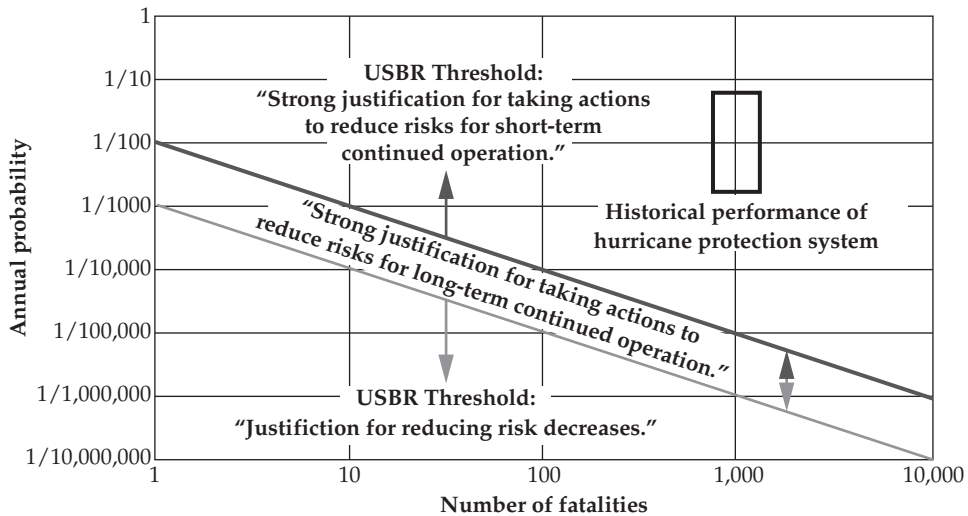 1
1/10
1/100
1/1000
1/10,000
1/100,000
1/1,000,000
1/10,000,000
Annual probability
USBR Threshold:
“Strong justification for taking actions
to reduce risks for short-term
continued operation.”
Historical performance of
hurricane protection system
“Strong justification for taking actions to
reduce risks for long-term continued operation.”
USBR Threshold:
“Justifiction for reducing risk decreases.”
1
10
100
1,000
10,000
Number of fatalities